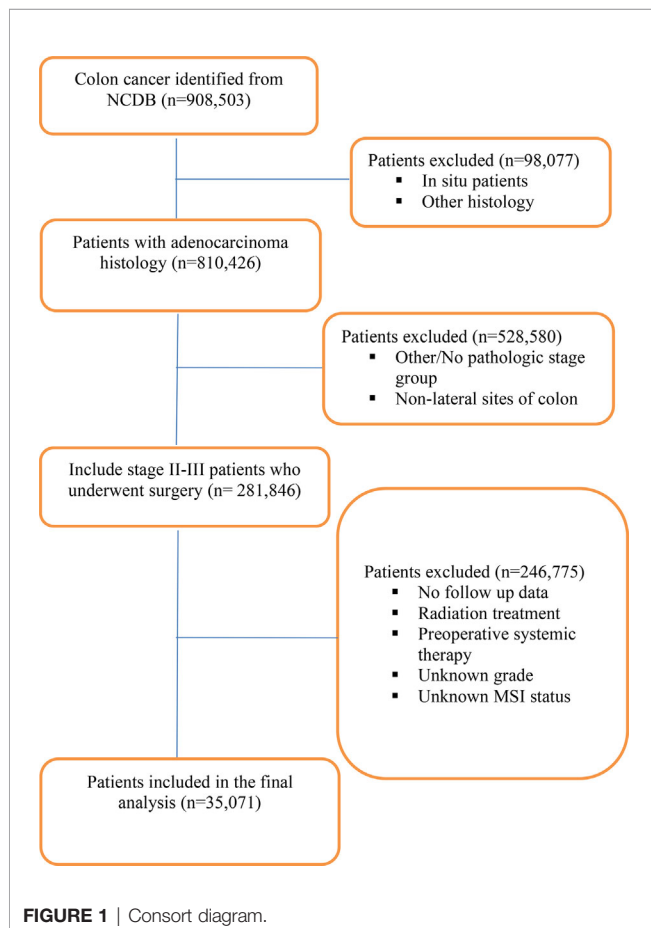 Colon cancer identified from
NCDB (n=908,503)
Patients excluded (n=98,077)
▪ In situ patients
▪ Other histology
Patients with adenocarcinoma
histology (n=810,426)
Patients excluded (n=528,580)
▪ Other/No pathologic stage
group
▪ Non-lateral sites of colon
Include stage II-III patients who
underwent surgery (n= 281,846)
Patients excluded (n=246,775)
▪ No follow up data
▪ Radiation treatment
▪ Preoperative systemic
therapy
▪ Unknown grade
▪ Unknown MSI status
Patients included in the final
analysis (n=35,071)
FIGURE 1 | Consort diagram.